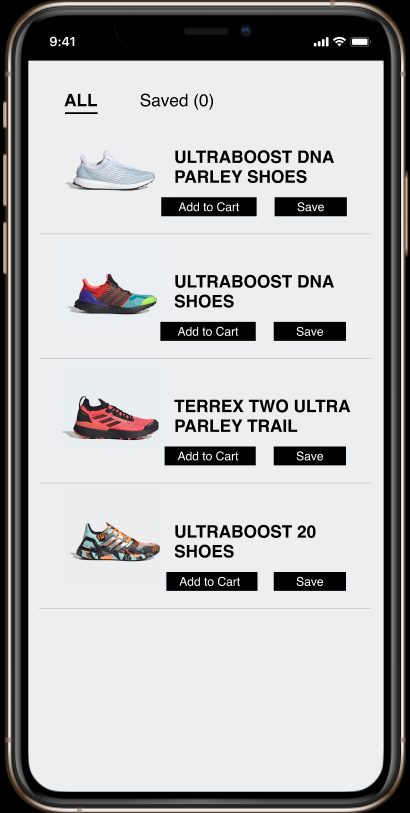 9:41
ALL Saved (0)
ULTRABOOST DNA
PARLEY SHOES
Add to Cart Save
ULTRABOOST DNA
SHOES
Add to Cart Save
TERREX TWO ULTRA
PARLEY TRAIL
Add to Cart Save
ULTRABOOST 20
SHOES
Add to Cart Save